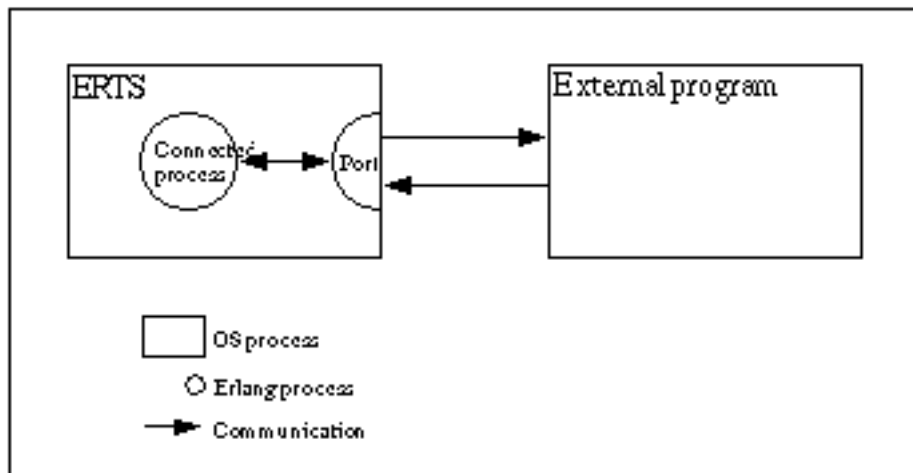 ERTS
External program
Connected
process
Port
OS process
Erlang process
Communication